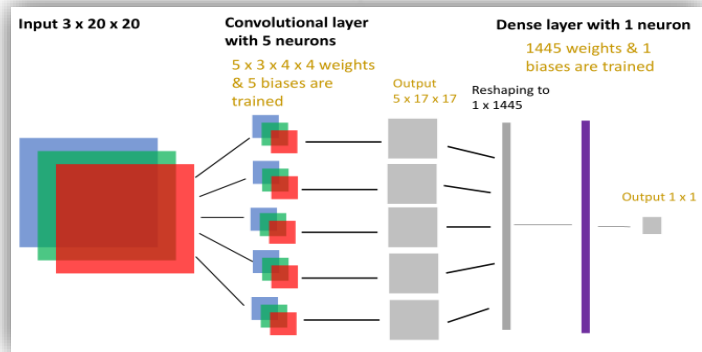 Input 3 x 20 x 20
Convolutional layer
with 5 neurons
5 x 3 x 4 x 4 weights
& 5 biases are
trained
Output
5 x 17 x 17
Reshaping to
1 x 1445
Dense layer with 1 neuron
1445 weights & 1
biases are trained
Output 1 x 1